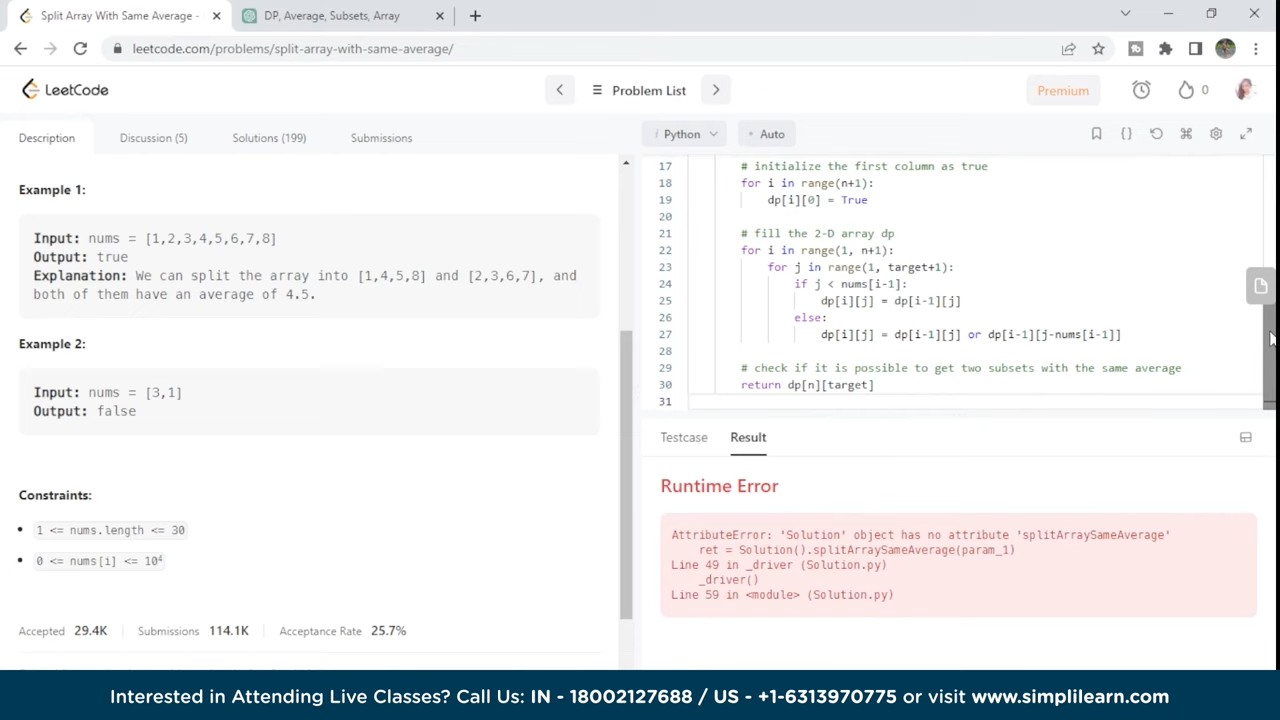 Split Array With Same Average -
DP, Average, Subsets, Array
leetcode.com/problems/split-array-with-same-average/
LeetCode
Problem List
Premium
0
Description
Discussion (5)
Solutions (199)
Submissions
i Python
Auto
Example 1:
Input: nums = [1,2,3,4,5,6,7,8]
Output: true
Explanation: We can split the array into [1,4,5,8] and [2,3,6,7], and
both of them have an average of 4.5.
Example 2:
Input: nums = [3,1]
Output: false
Constraints:
1 <= nums.length <= 30
0 <= nums[i] <= 10⁴
Accepted 29.4K
Submissions 114.1K
Acceptance Rate 25.7%
17 # initialize the first column as true
18 for i in range(n+1):
19 dp[i][0] = True
20
21 # fill the 2-D array dp
22 for i in range(1, n+1):
23 for j in range(1, target+1):
24 if j < nums[i-1]:
25 dp[i][j] = dp[i-1][j]
26 else:
27 dp[i][j] = dp[i-1][j] or dp[i-1][j-nums[i-1]]
28
29 # check if it is possible to get two subsets with the same average
30 return dp[n][target]
31
Testcase
Result
Runtime Error
AttributeError: 'Solution' object has no attribute 'splitArraySameAverage'
ret = Solution().splitArraySameAverage(param_1)
Line 49 in _driver (Solution.py)
_driver()
Line 59 in <module> (Solution.py)
Interested in Attending Live Classes? Call Us: IN - 18002127688 / US - +1-6313970775 or visit www.simplilearn.com